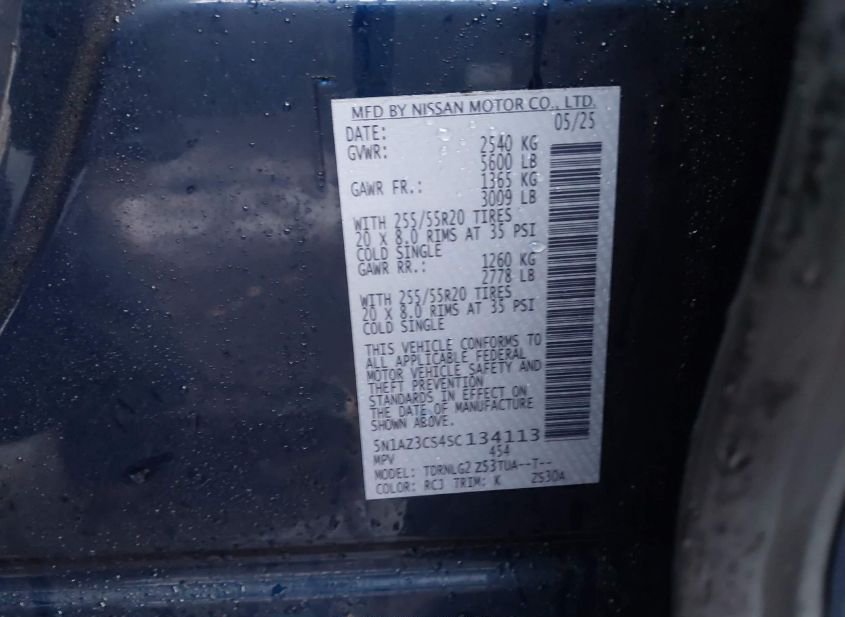 MFD BY NISSAN MOTOR CO., LTD.
DATE: 05/25
GVWR: 2540 KG
5600 LB
GAWR FR.: 1365 KG
3009 LB
WITH 255/55R20 TIRES
20 X 8.0 RIMS AT 35 PSI
COLD SINGLE
GAWR RR.: 1260 KG
2778 LB
WITH 255/55R20 TIRES
20 X 8.0 RIMS AT 35 PSI
COLD SINGLE
THIS VEHICLE CONFORMS TO
ALL APPLICABLE FEDERAL
MOTOR VEHICLE SAFETY AND
THEFT PREVENTION
STANDARDS IN EFFECT ON
THE DATE OF MANUFACTURE
SHOWN ABOVE.
5N1AZ3CS4SC134113
MPV 454
MODEL: TDRNLG2 Z53TUA--T--
COLOR: RCJ TRIM: K ZS30A